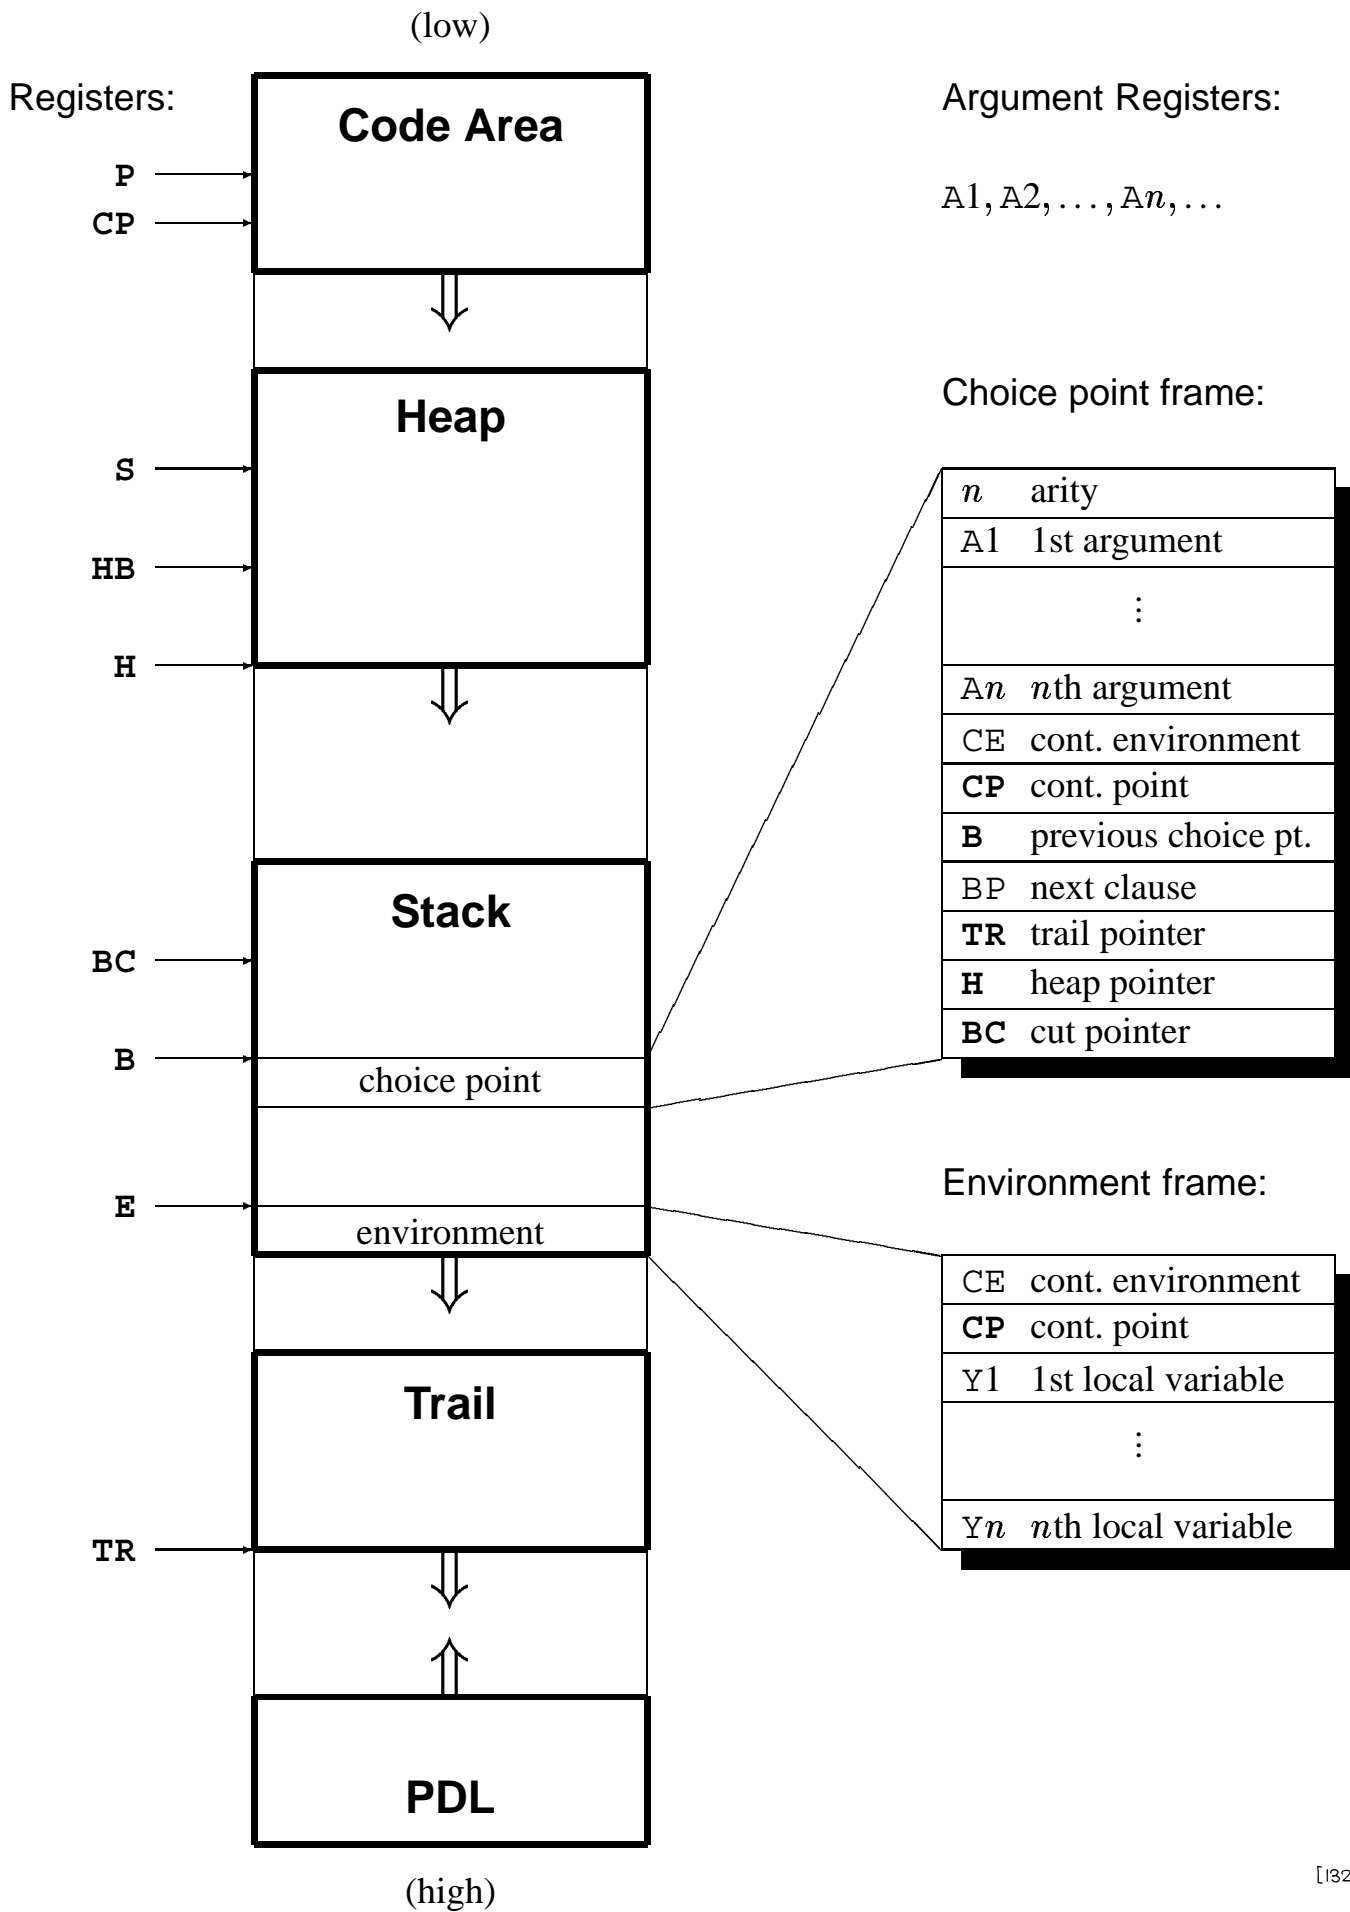 (low)
Registers:
Code Area
P
CP
Heap
S
HB
H
Stack
BC
B
choice point
E
environment
Trail
TR
PDL
(high)
Argument Registers:
A1, A2, ..., An, ...
Choice point frame:
n arity
A1 1st argument
⋮
An nth argument
CE cont. environment
CP cont. point
B previous choice pt.
BP next clause
TR trail pointer
H heap pointer
BC cut pointer
Environment frame:
CE cont. environment
CP cont. point
Y1 1st local variable
⋮
Yn nth local variable
[132